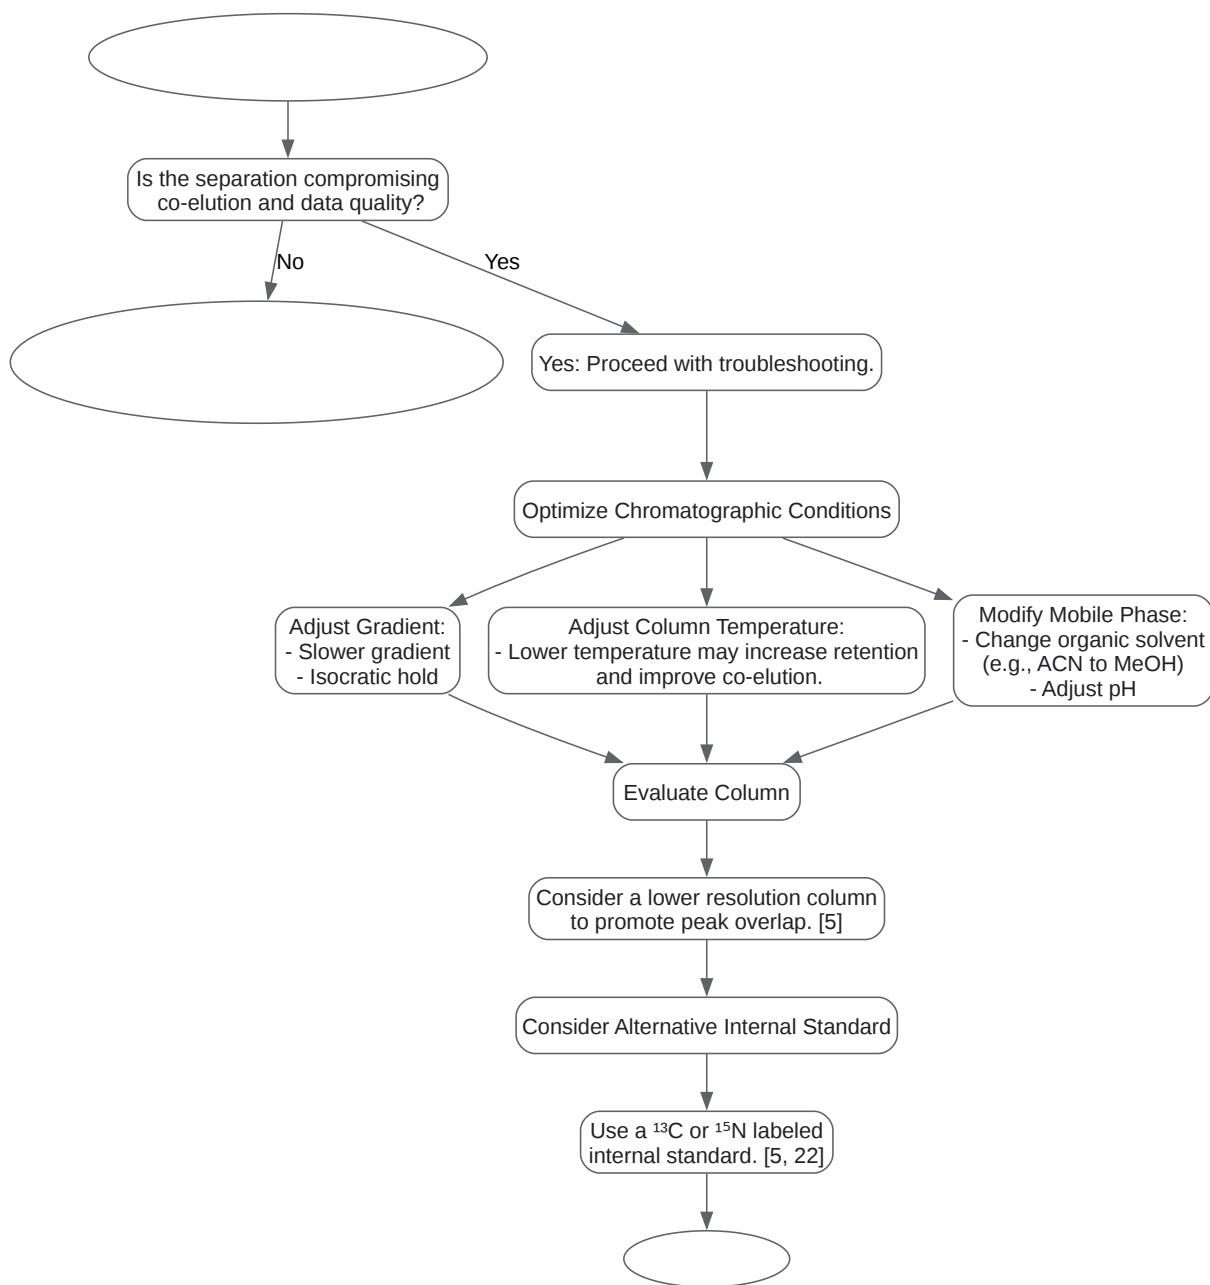 Is the separation compromising
co-elution and data quality?
No
Yes
Yes: Proceed with troubleshooting.
Optimize Chromatographic Conditions
Adjust Gradient:
- Slower gradient
- Isocratic hold
Adjust Column Temperature:
- Lower temperature may increase retention
and improve co-elution.
Modify Mobile Phase:
- Change organic solvent
(e.g., ACN to MeOH)
- Adjust pH
Evaluate Column
Consider a lower resolution column
to promote peak overlap. [5]
Consider Alternative Internal Standard
Use a ¹³C or ¹⁵N labeled
internal standard. [5, 22]